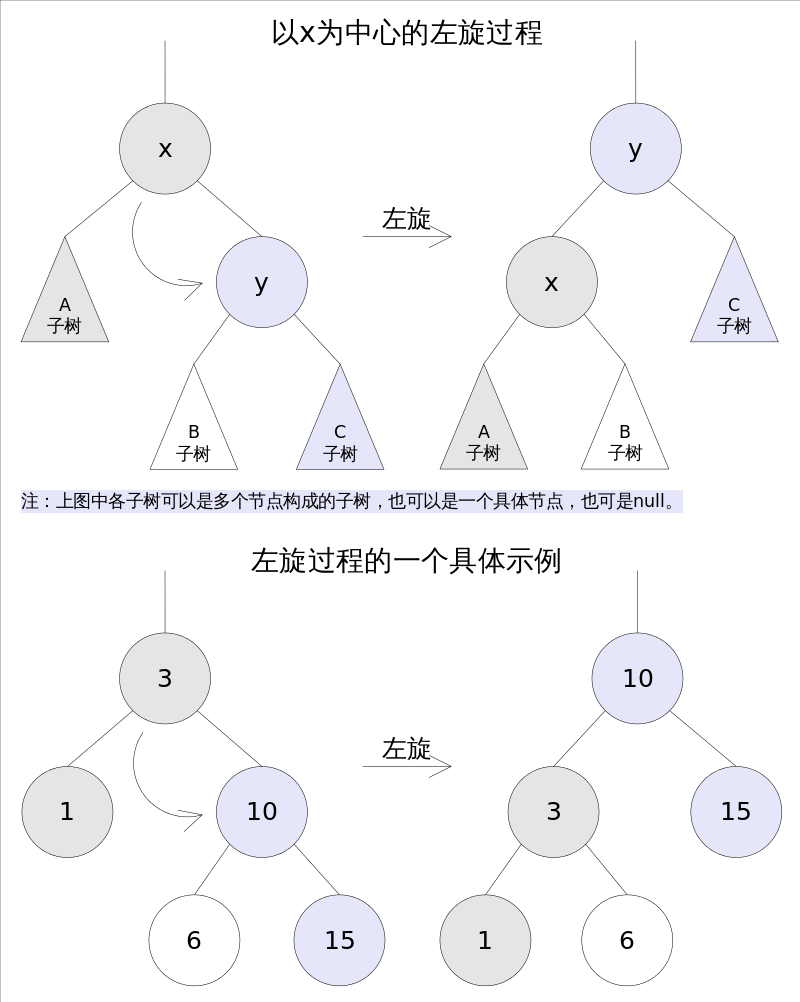 以x为中心的左旋过程
x
y
左旋
y
x
A
子树
C
子树
B
子树
C
子树
A
子树
B
子树
注：上图中各子树可以是多个节点构成的子树，也可以是一个具体节点，也可是null。
左旋过程的一个具体示例
3
10
左旋
1
10
3
15
6
15
1
6